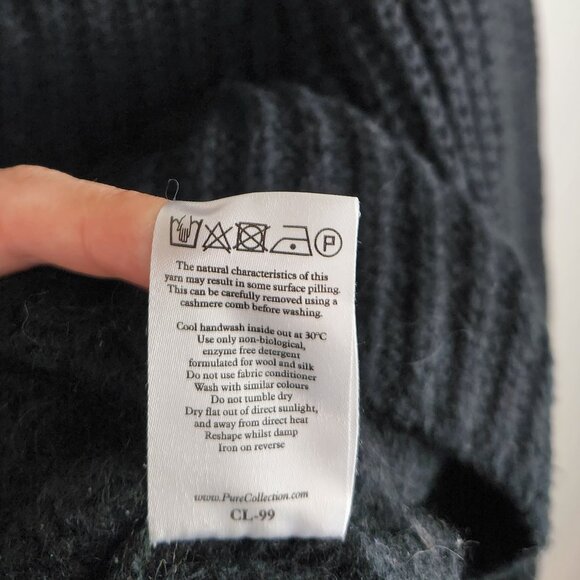 P
The natural characteristics of this
yarn may result in some surface pilling.
This can be carefully removed using a
cashmere comb before washing.
Cool handwash inside out at 30°C
Use only non-biological,
enzyme free detergent
formulated for wool and silk
Do not use fabric conditioner
Wash with similar colours
Do not tumble dry
Dry flat out of direct sunlight,
and away from direct heat
Reshape whilst damp
Iron on reverse
www.PureCollection.com
CL-99